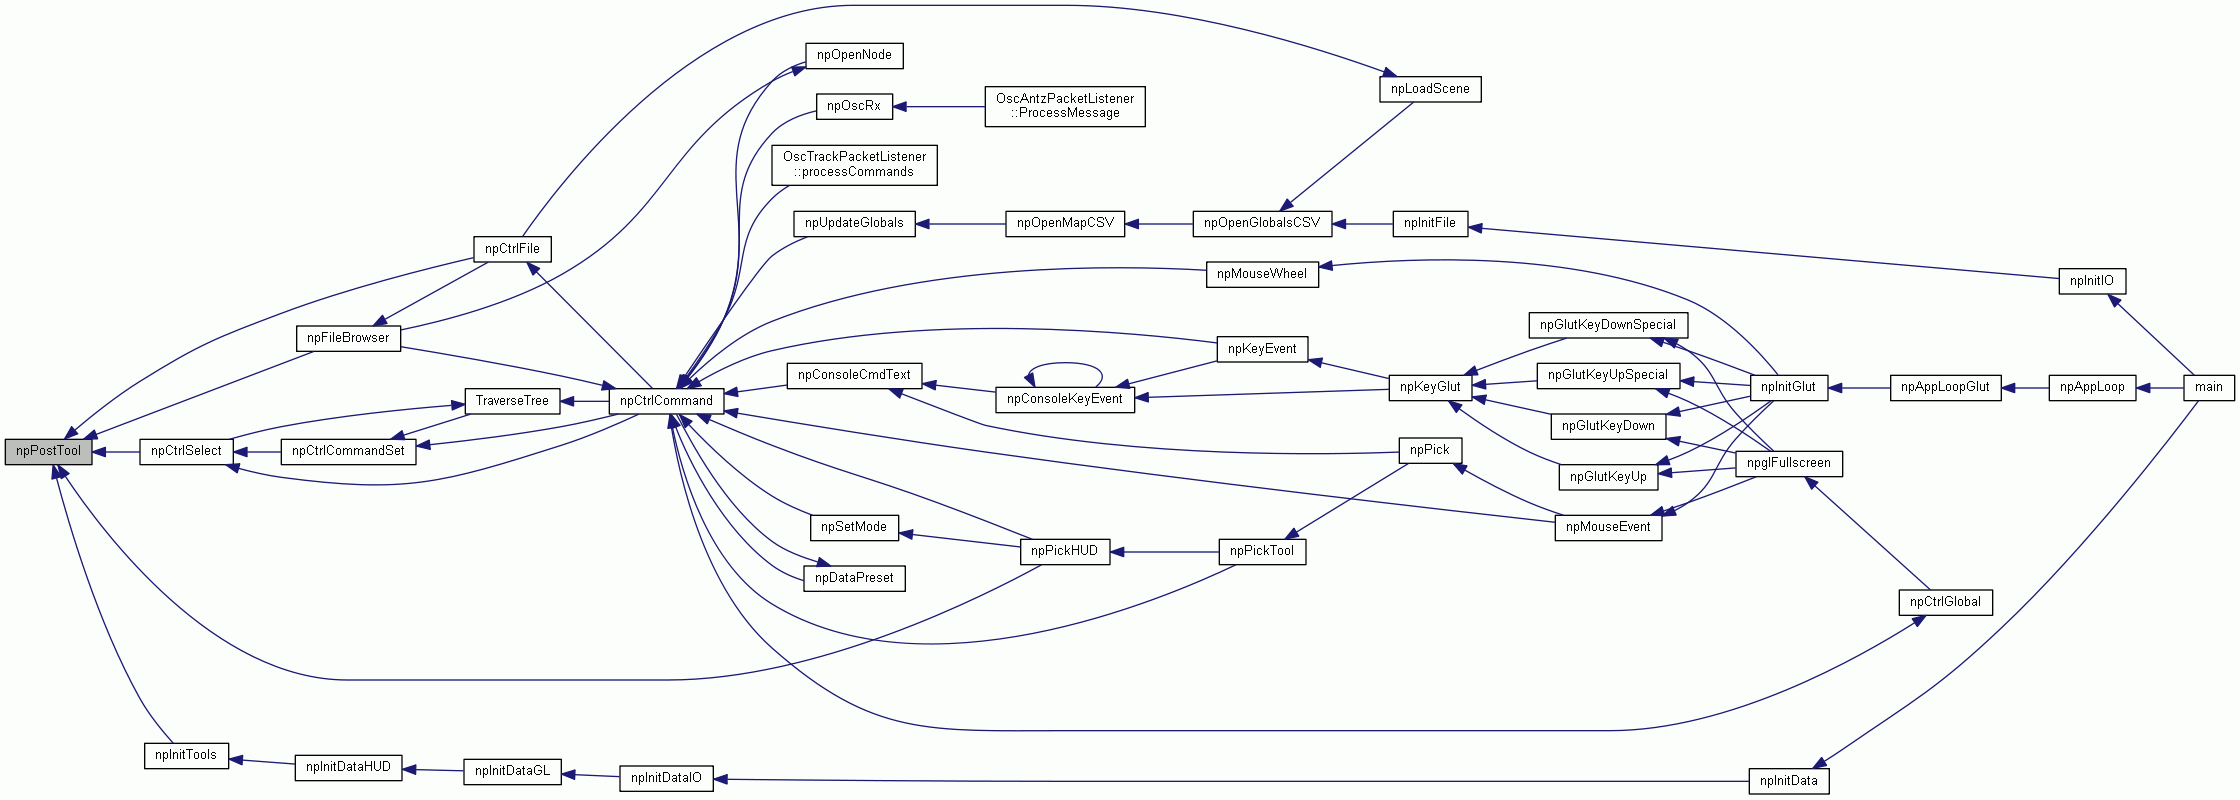 npOpenNode
npLoadScene
npOscRx
OscAntzPacketListener
::ProcessMessage
OscTrackPacketListener
::processCommands
npUpdateGlobals
npOpenMapCSV
npOpenGlobalsCSV
npInitFile
npCtrlFile
npMouseWheel
npInitIO
npFileBrowser
npGlutKeyDownSpecial
npKeyEvent
npConsoleCmdText
npGlutKeyUpSpecial
TraverseTree
npCtrlCommand
npConsoleKeyEvent
npKeyGlut
npInitGlut
npAppLoopGlut
npAppLoop
main
npGlutKeyDown
npPostTool
npCtrlSelect
npCtrlCommandSet
npPick
npglFullscreen
npGlutKeyUp
npSetMode
npMouseEvent
npPickHUD
npPickTool
npDataPreset
npCtrlGlobal
npInitTools
npInitDataHUD
npInitDataGL
npInitDataIO
npInitData